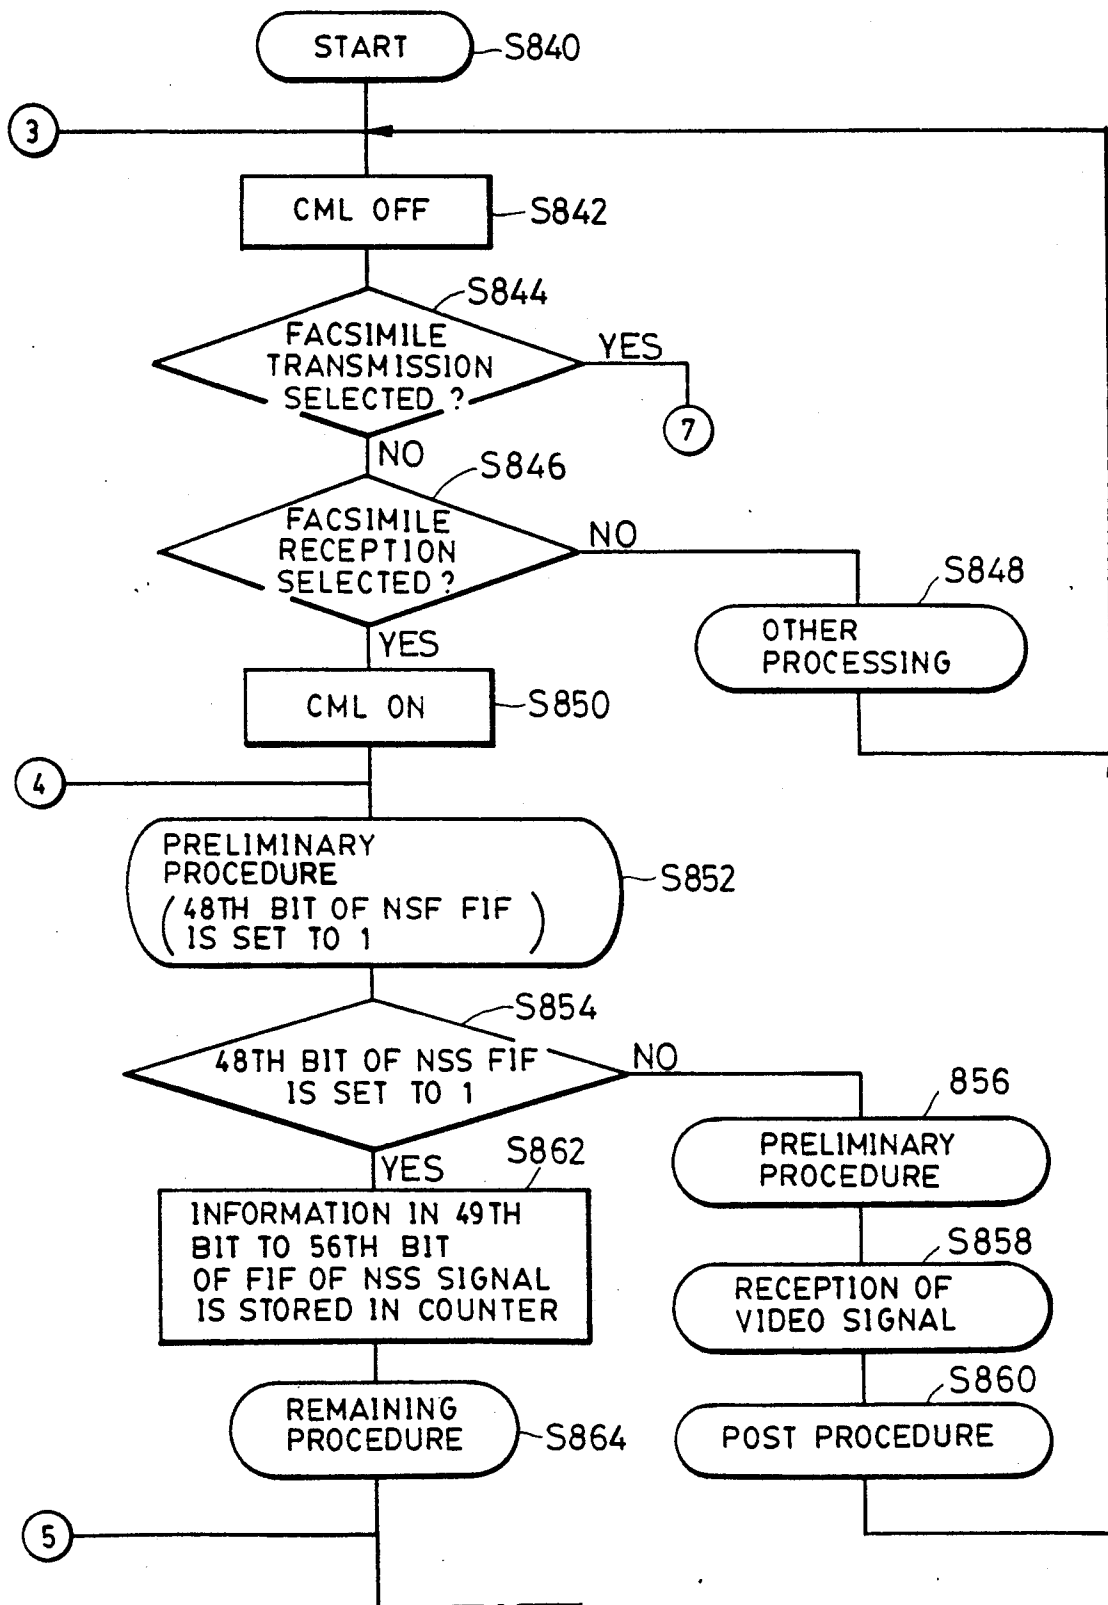 START
S840
3
CML OFF
S842
S844
FACSIMILE
TRANSMISSION
SELECTED ?
YES
7
NO
S846
FACSIMILE
RECEPTION
SELECTED ?
NO
S848
OTHER
PROCESSING
YES
CML ON
S850
4
PRELIMINARY
PROCEDURE
(48TH BIT OF NSF FIF
IS SET TO 1)
S852
S854
48TH BIT OF NSS FIF
IS SET TO 1
NO
856
PRELIMINARY
PROCEDURE
YES
S862
INFORMATION IN 49TH
BIT TO 56TH BIT
OF FIF OF NSS SIGNAL
IS STORED IN COUNTER
S858
RECEPTION OF
VIDEO SIGNAL
S860
POST PROCEDURE
REMAINING
PROCEDURE
S864
5